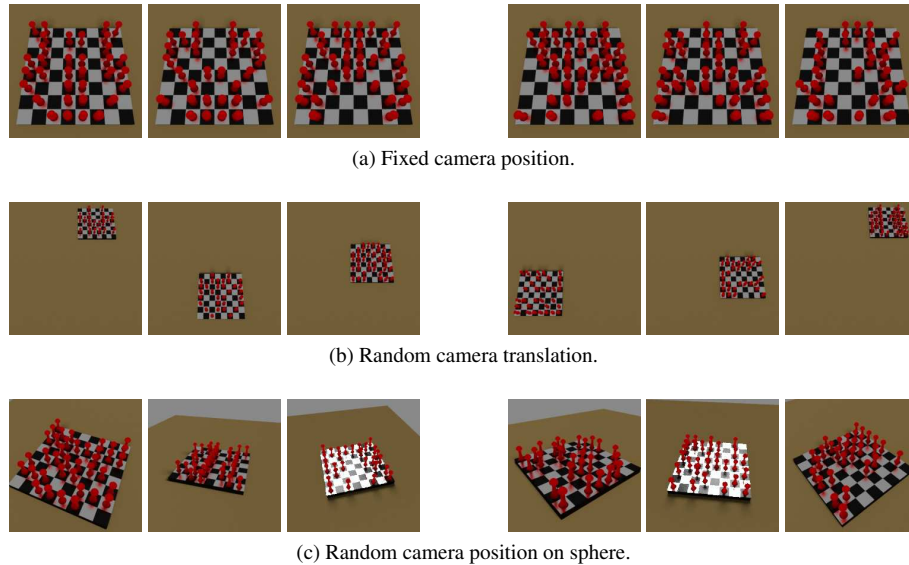 (a) Fixed camera position.
(b) Random camera translation.
(c) Random camera position on sphere.